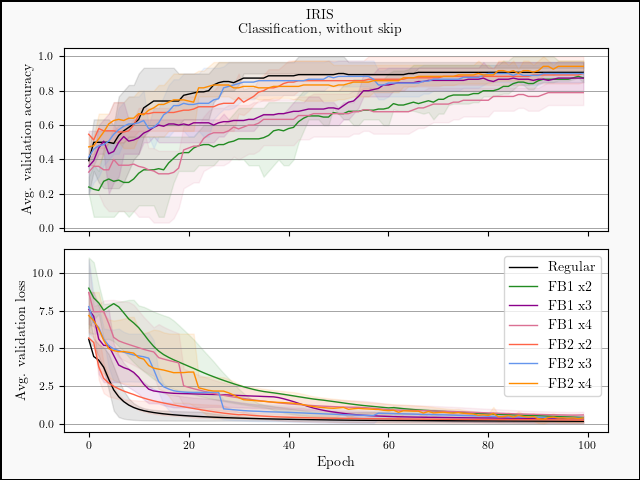 IRIS
Classification, without skip
Avg. validation accuracy
1.0
0.8
0.6
0.4
0.2
0.0
Avg. validation loss
10.0
7.5
5.0
2.5
0.0
Regular
FB1 x2
FB1 x3
FB1 x4
FB2 x2
FB2 x3
FB2 x4
0
20
40
60
80
100
Epoch